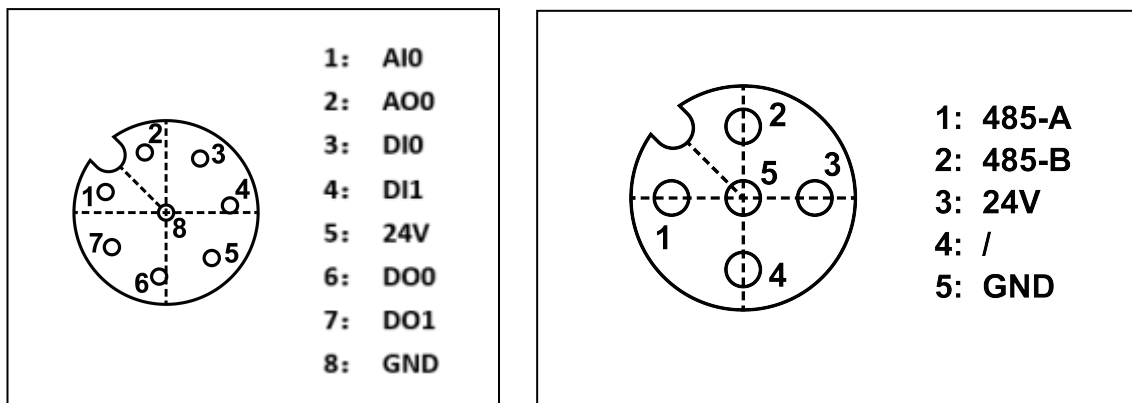 1: AI0
2: AO0
3: DI0
4: DI1
5: 24V
6: DO0
7: DO1
8: GND
2
3
1
4
8
7
5
6
1: 485-A
2: 485-B
3: 24V
4: /
5: GND
2
5
3
1
4